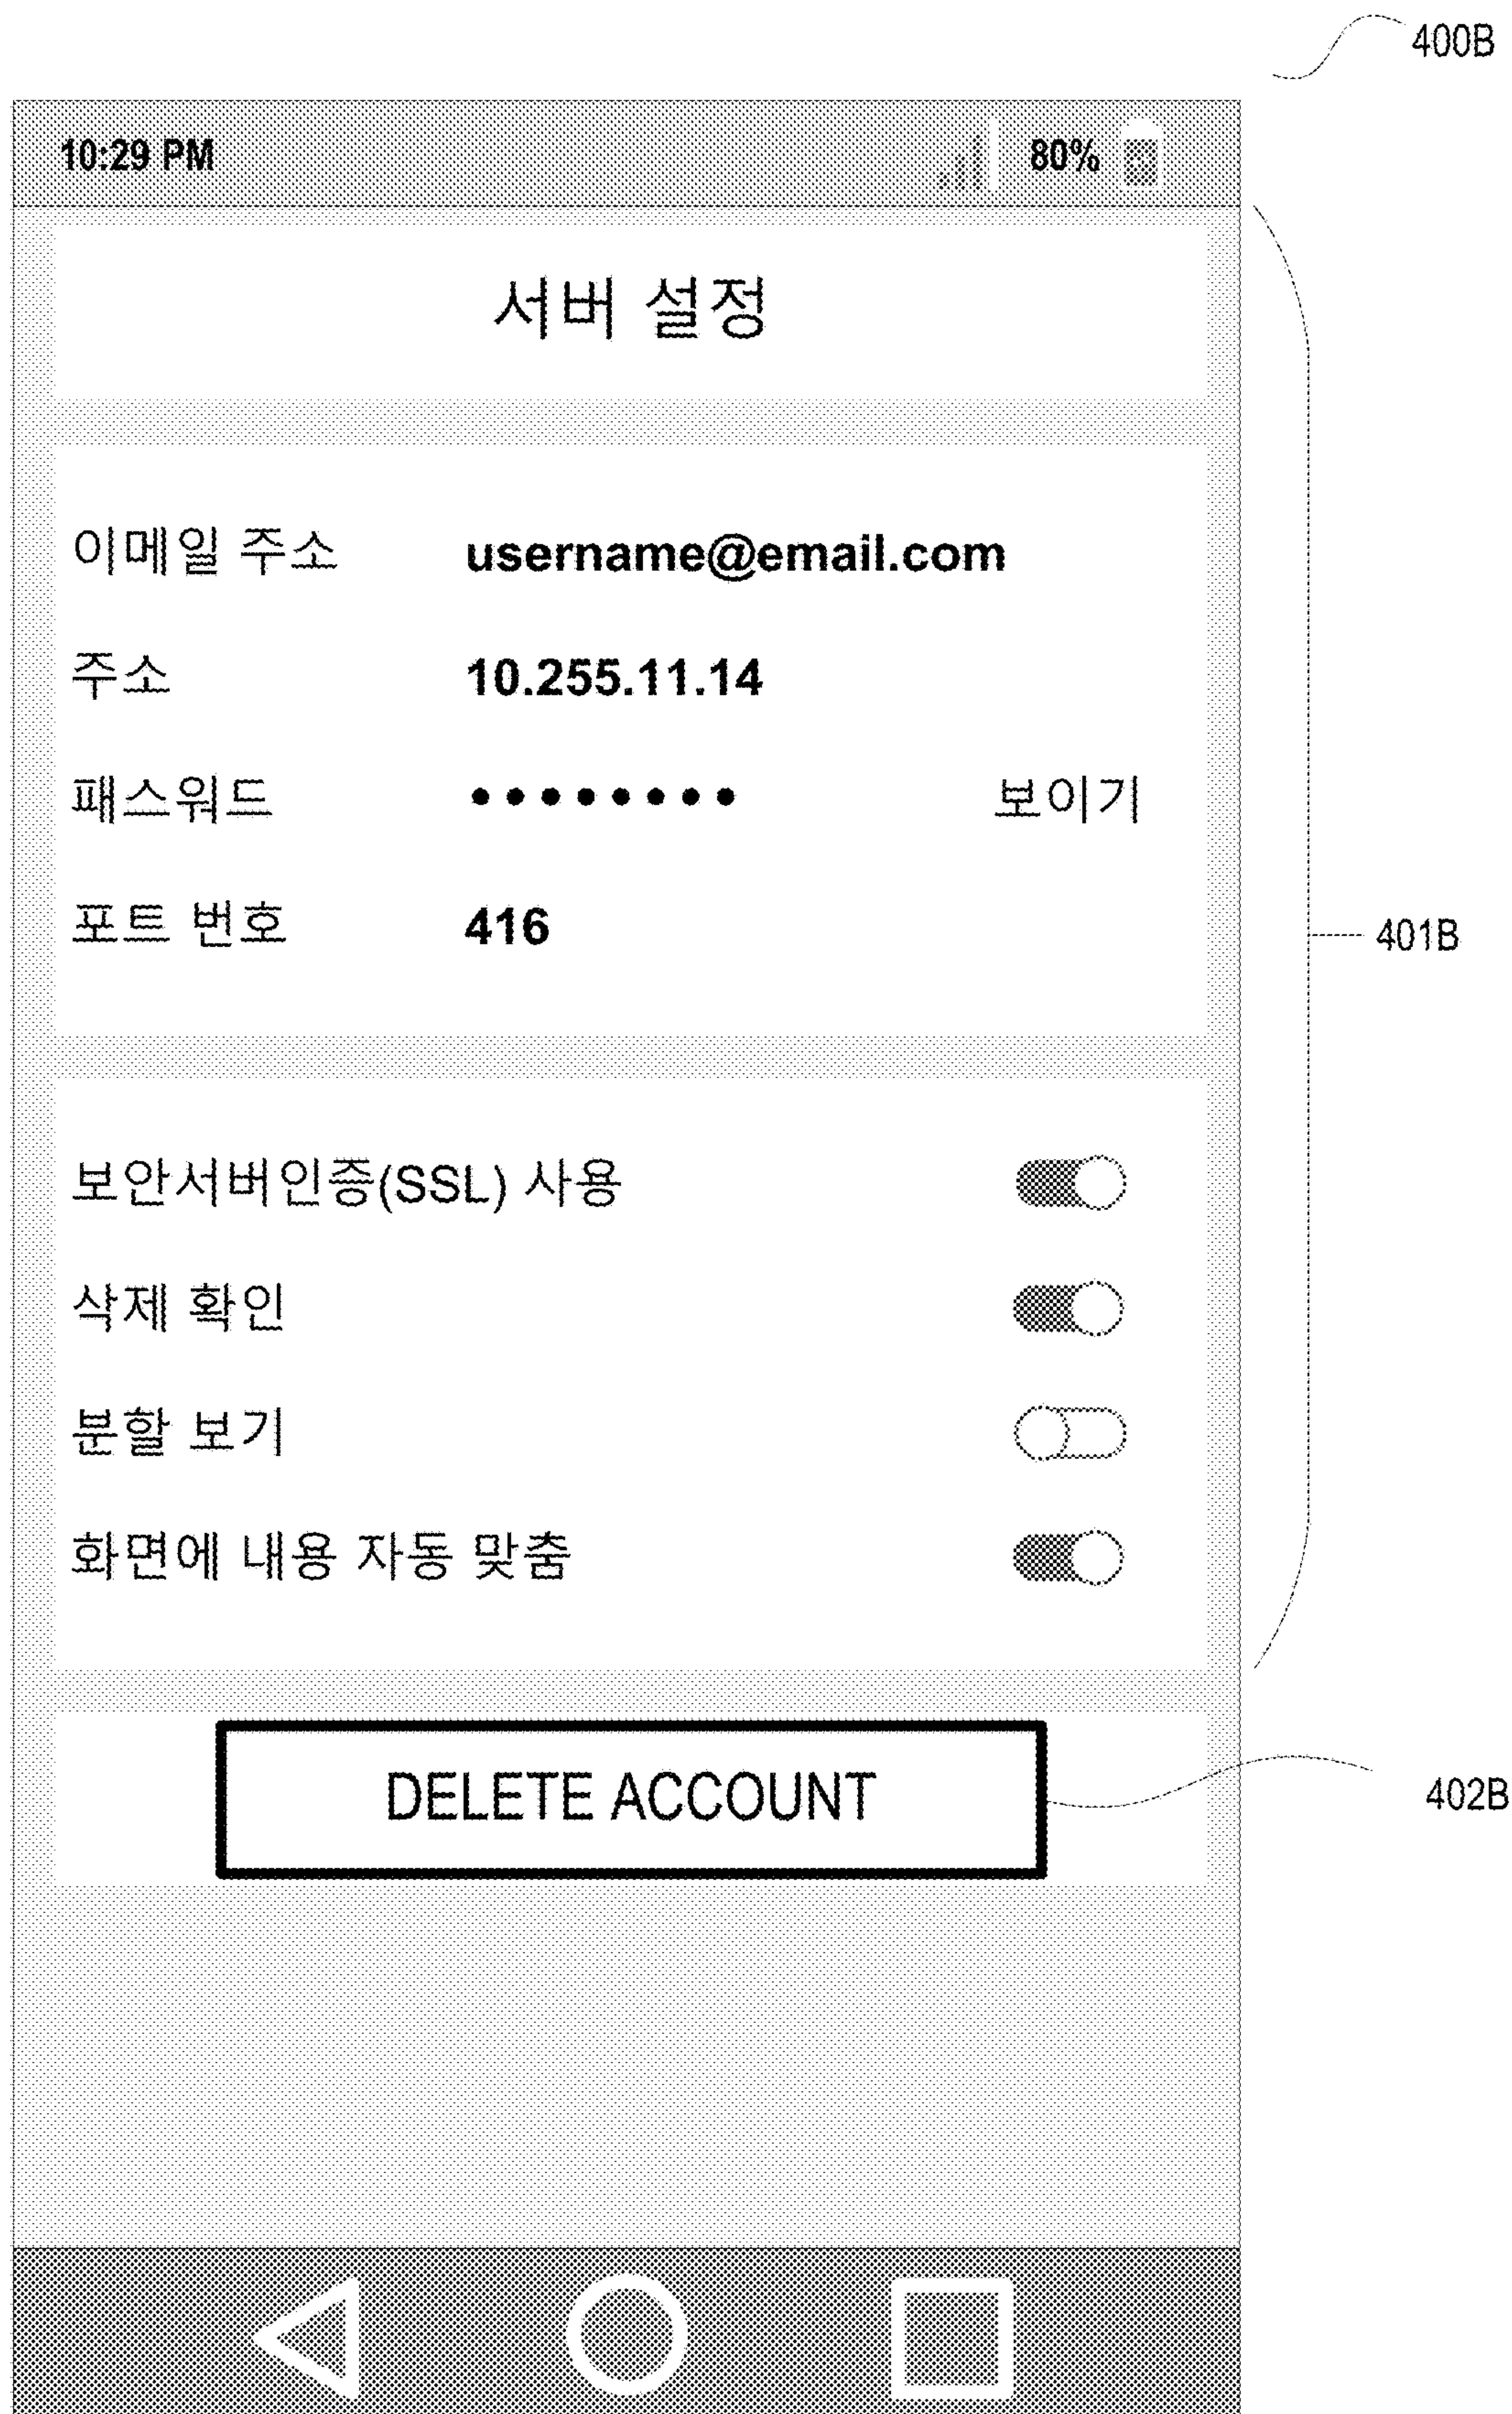 400B
10:29 PM 80%
서버 설정
이메일 주소 username@email.com
주소 10.255.11.14
패스워드 •••••••• 보이기
포트 번호 416
401B
보안서버인증(SSL) 사용
삭제 확인
분할 보기
화면에 내용 자동 맞춤
DELETE ACCOUNT
402B